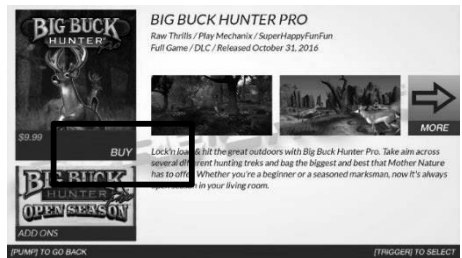 BIG BUCK
HUNTER
$9.99
BUY
BIG BUCK
HUNTER
OPEN SEASON
ADD ONS
BIG BUCK HUNTER PRO
Raw Thrills / Play Mechanix / SuperHappyFunFun
Full Game / DLC / Released October 31, 2016
MORE
Lock'n load & hit the great outdoors with Big Buck Hunter Pro. Take aim across
several different hunting treks and bag the biggest and best that Mother Nature
has to offer. Whether you're a beginner or a seasoned marksman, now it's always
open season in your living room.
[PUMP] TO GO BACK
[TRIGGER] TO SELECT